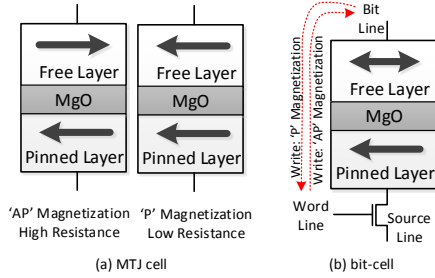 Free Layer
MgO
Pinned Layer
Free Layer
MgO
Pinned Layer
'AP' Magnetization
High Resistance
'P' Magnetization
Low Resistance
(a) MTJ cell
Bit
Line
Write: 'P' Magnetization
Write: 'AP' Magnetization
Free Layer
MgO
Pinned Layer
Word
Line
Source
Line
(b) bit-cell